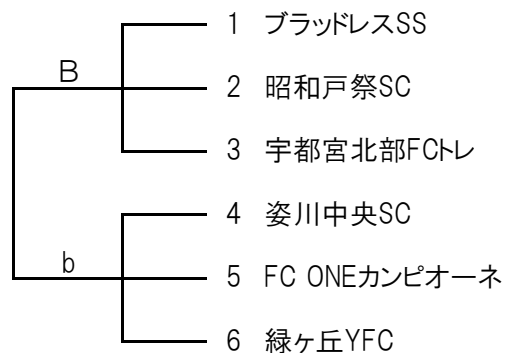 1 ブラッドレスSS
B
2 昭和戸祭SC
3 宇都宮北部FCトレ
4 姿川中央SC
b
5 FC ONEカンピオーネ
6 緑ヶ丘YFC